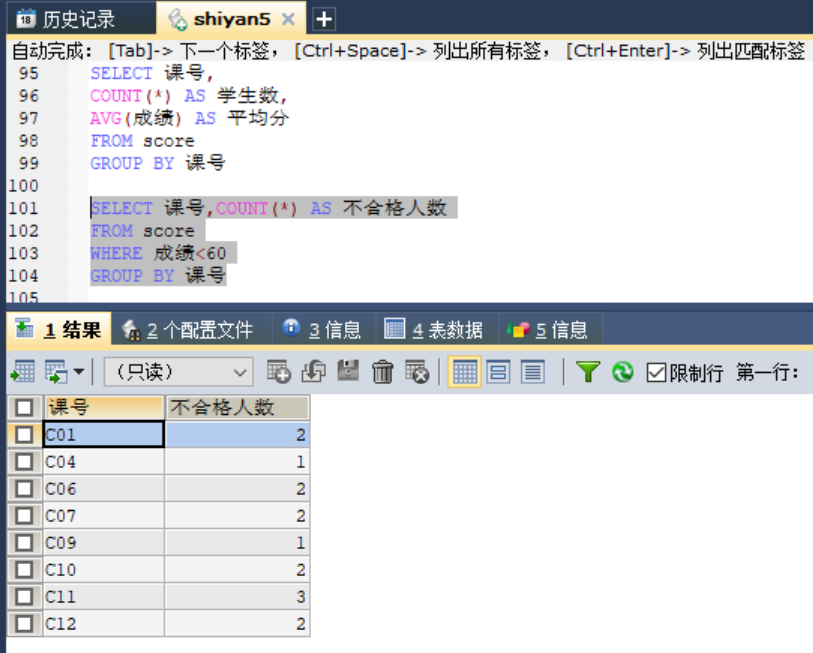 历史记录 shiyan5
自动完成: [Tab]-> 下一个标签, [Ctrl+Space]-> 列出所有标签, [Ctrl+Enter]-> 列出匹配标签
95 SELECT 课号,
96 COUNT(*) AS 学生数,
97 AVG(成绩) AS 平均分
98 FROM score
99 GROUP BY 课号
100
101 SELECT 课号,COUNT(*) AS 不合格人数
102 FROM score
103 WHERE 成绩<60
104 GROUP BY 课号
105
1 结果 2 个配置文件 3 信息 4 表数据 5 信息
(只读) 限制行 第一行:
课号 不合格人数
C01 2
C04 1
C06 2
C07 2
C09 1
C10 2
C11 3
C12 2